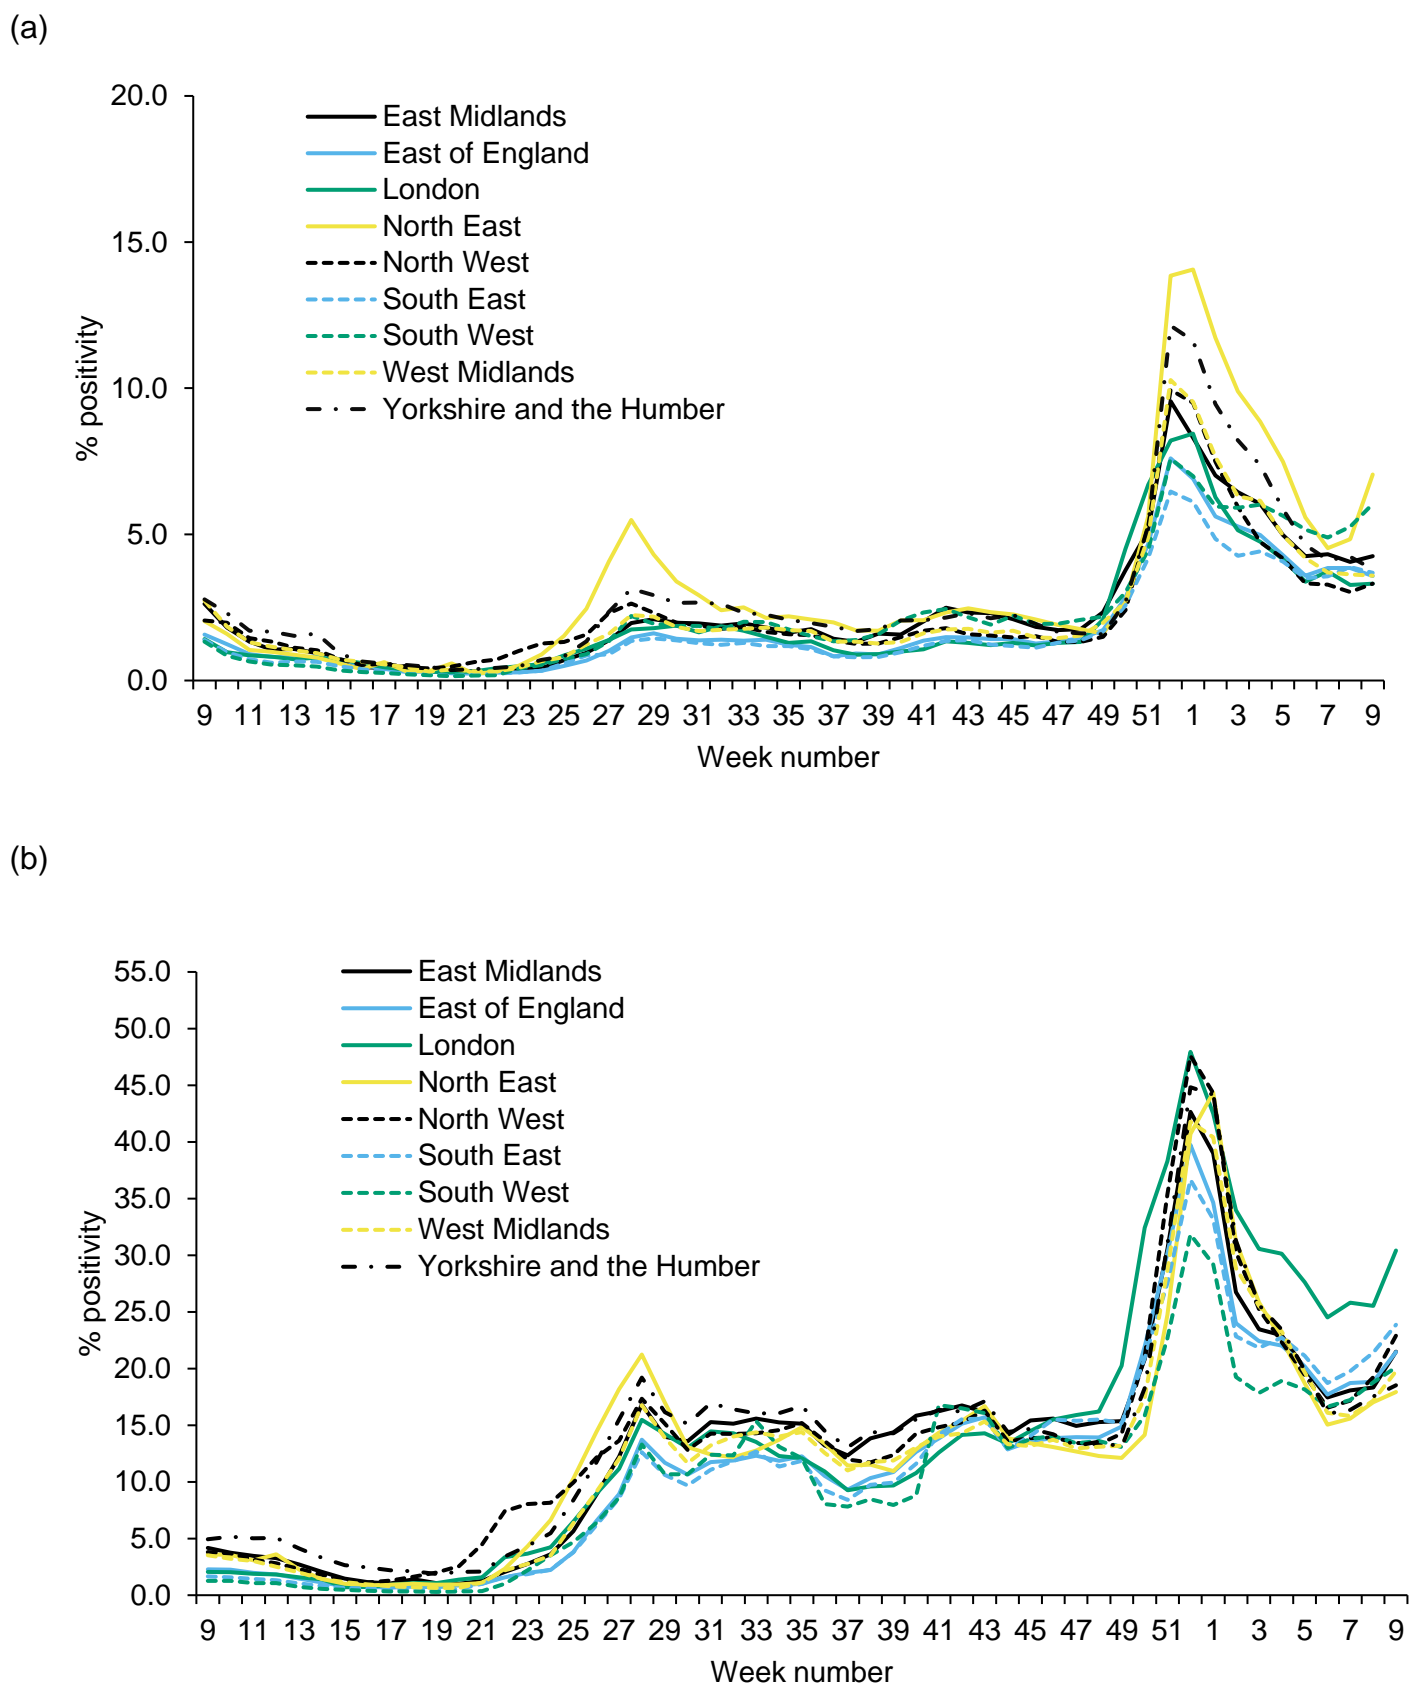 (a)
20.0
15.0
10.0
5.0
0.0
% positivity
East Midlands
East of England
London
North East
North West
South East
South West
West Midlands
Yorkshire and the Humber
9 11 13 15 17 19 21 23 25 27 29 31 33 35 37 39 41 43 45 47 49 51 1 3 5 7 9
Week number
(b)
55.0
50.0
45.0
40.0
35.0
30.0
25.0
20.0
15.0
10.0
5.0
0.0
% positivity
East Midlands
East of England
London
North East
North West
South East
South West
West Midlands
Yorkshire and the Humber
9 11 13 15 17 19 21 23 25 27 29 31 33 35 37 39 41 43 45 47 49 51 1 3 5 7 9
Week number